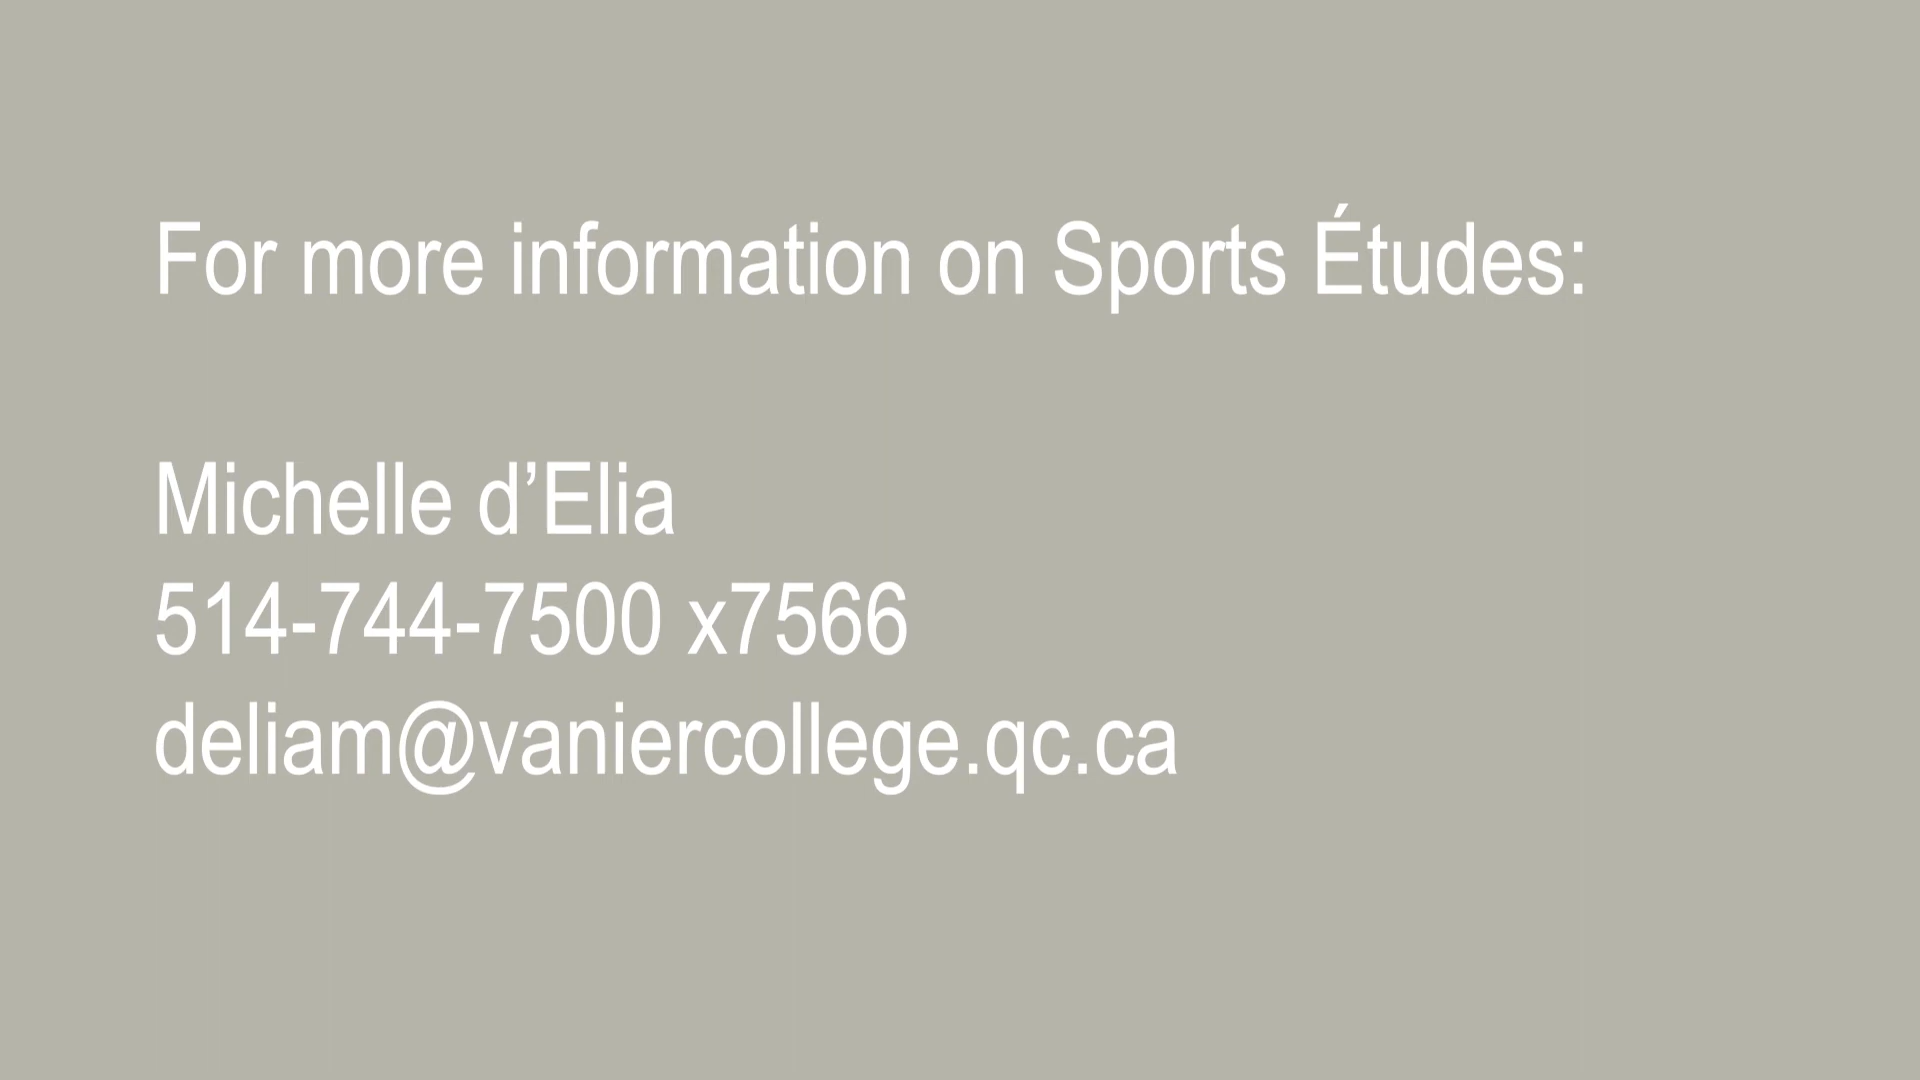 For more information on Sports Études:
Michelle d’Elia
514-744-7500 x7566
deliam@vaniercollege.qc.ca